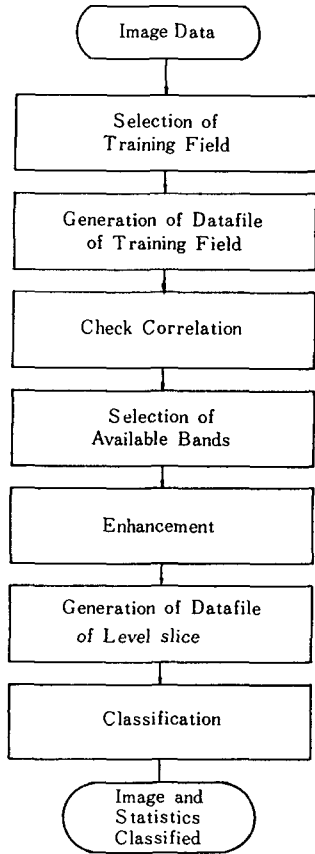 Image Data
Selection of
Training Field
Generation of Datafile
of Training Field
Check Correlation
Selection of
Available Bands
Enhancement
Generation of Datafile
of Level slice
Classification
Image and
Statistics
Classified